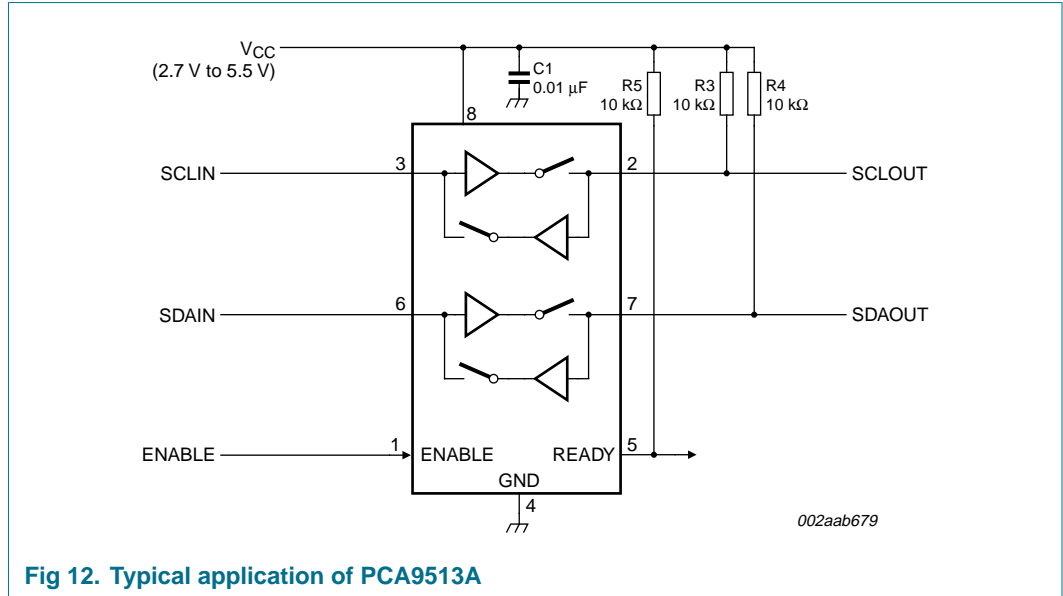 VCC
(2.7 V to 5.5 V)
C1
0.01 μF
R5
10 kΩ
R3
10 kΩ
R4
10 kΩ
8
SCLIN
3
2
SCLOUT
SDAIN
6
7
SDAOUT
ENABLE
1
ENABLE
READY
5
GND
4
002aab679
Fig 12. Typical application of PCA9513A